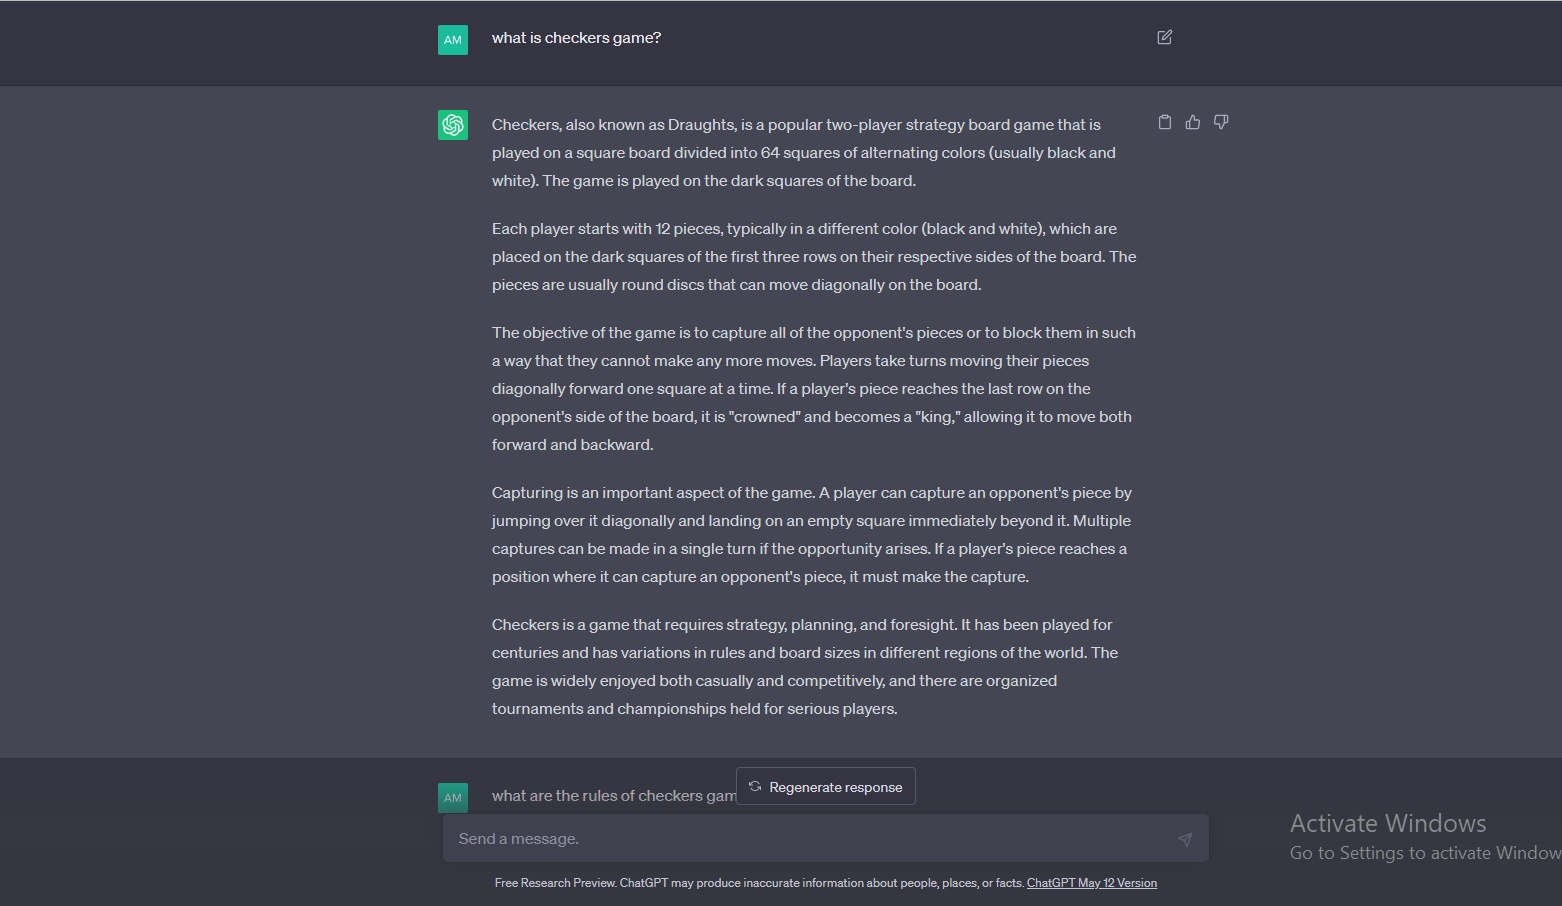 AM
what is checkers game?
Checkers, also known as Draughts, is a popular two-player strategy board game that is
played on a square board divided into 64 squares of alternating colors (usually black and
white). The game is played on the dark squares of the board.
Each player starts with 12 pieces, typically in a different color (black and white), which are
placed on the dark squares of the first three rows on their respective sides of the board. The
pieces are usually round discs that can move diagonally on the board.
The objective of the game is to capture all of the opponent's pieces or to block them in such
a way that they cannot make any more moves. Players take turns moving their pieces
diagonally forward one square at a time. If a player's piece reaches the last row on the
opponent's side of the board, it is "crowned" and becomes a "king," allowing it to move both
forward and backward.
Capturing is an important aspect of the game. A player can capture an opponent's piece by
jumping over it diagonally and landing on an empty square immediately beyond it. Multiple
captures can be made in a single turn if the opportunity arises. If a player's piece reaches a
position where it can capture an opponent's piece, it must make the capture.
Checkers is a game that requires strategy, planning, and foresight. It has been played for
centuries and has variations in rules and board sizes in different regions of the world. The
game is widely enjoyed both casually and competitively, and there are organized
tournaments and championships held for serious players.
AM
what are the rules of checkers gam
Regenerate response
Send a message.
Activate Windows
Go to Settings to activate Window
Free Research Preview. ChatGPT may produce inaccurate information about people, places, or facts. ChatGPT May 12 Version